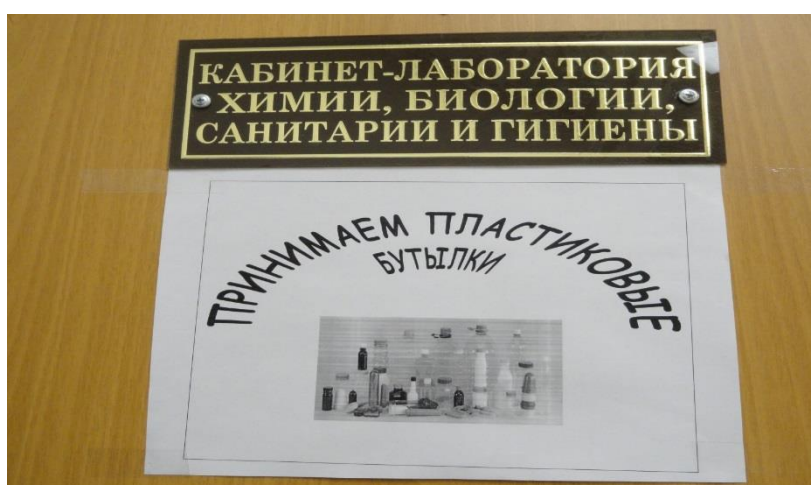 КАБИНЕТ-ЛАБОРАТОРИЯ
ХИМИИ, БИОЛОГИИ,
САНИТАРИИ И ГИГИЕНЫ
ПРИНИМАЕМ ПЛАСТИКОВЫЕ
БУТЫЛКИ